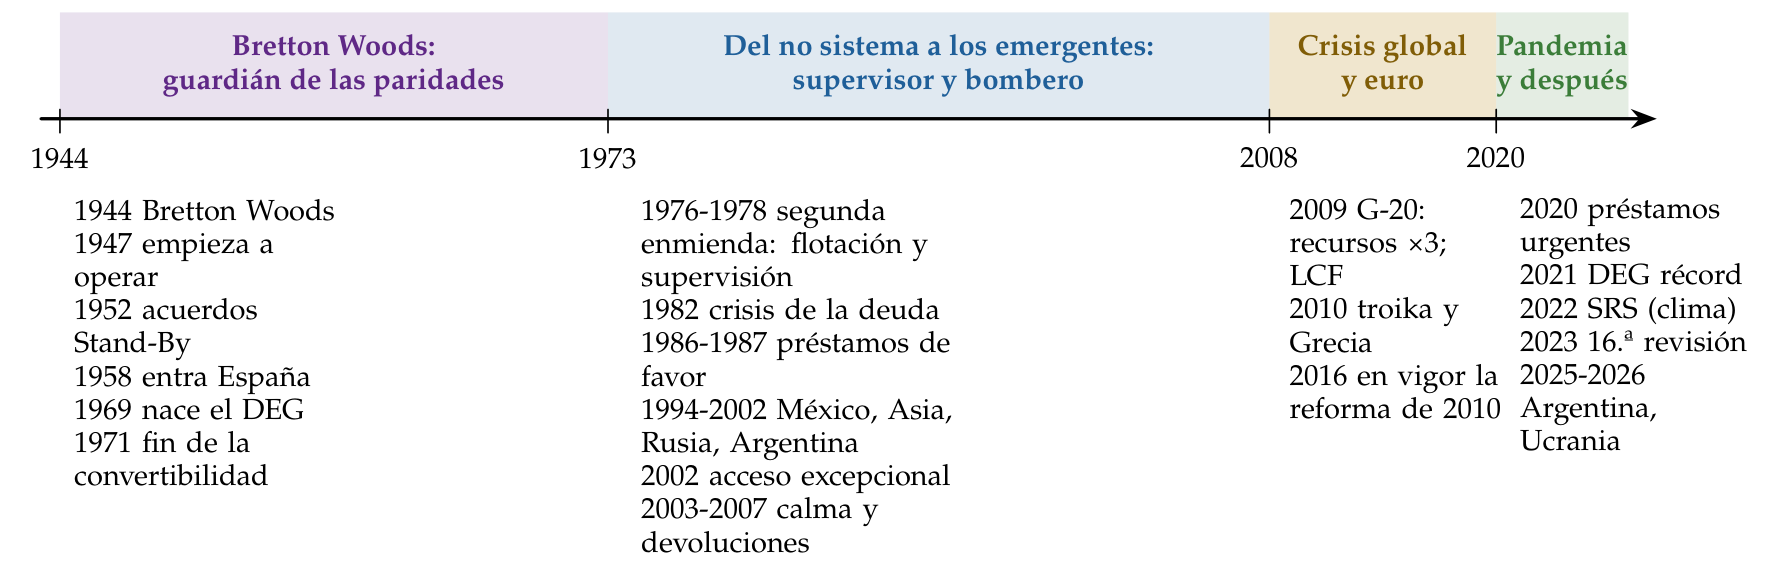 Bretton Woods:
guardián de las paridades
Del no sistema a los emergentes:
supervisor y bombero
Crisis global
y euro
Pandemia
y después
1944
1973
2008
2020
1944 Bretton Woods
1947 empieza a
operar
1952 acuerdos
Stand-By
1958 entra España
1969 nace el DEG
1971 fin de la
convertibilidad
1976-1978 segunda
enmienda: flotación y
supervisión
1982 crisis de la deuda
1986-1987 préstamos de
favor
1994-2002 México, Asia,
Rusia, Argentina
2002 acceso excepcional
2003-2007 calma y
devoluciones
2009 G-20:
recursos ×3;
LCF
2010 troika y
Grecia
2016 en vigor la
reforma de 2010
2020 préstamos
urgentes
2021 DEG récord
2022 SRS (clima)
2023 16.ª revisión
2025-2026
Argentina,
Ucrania